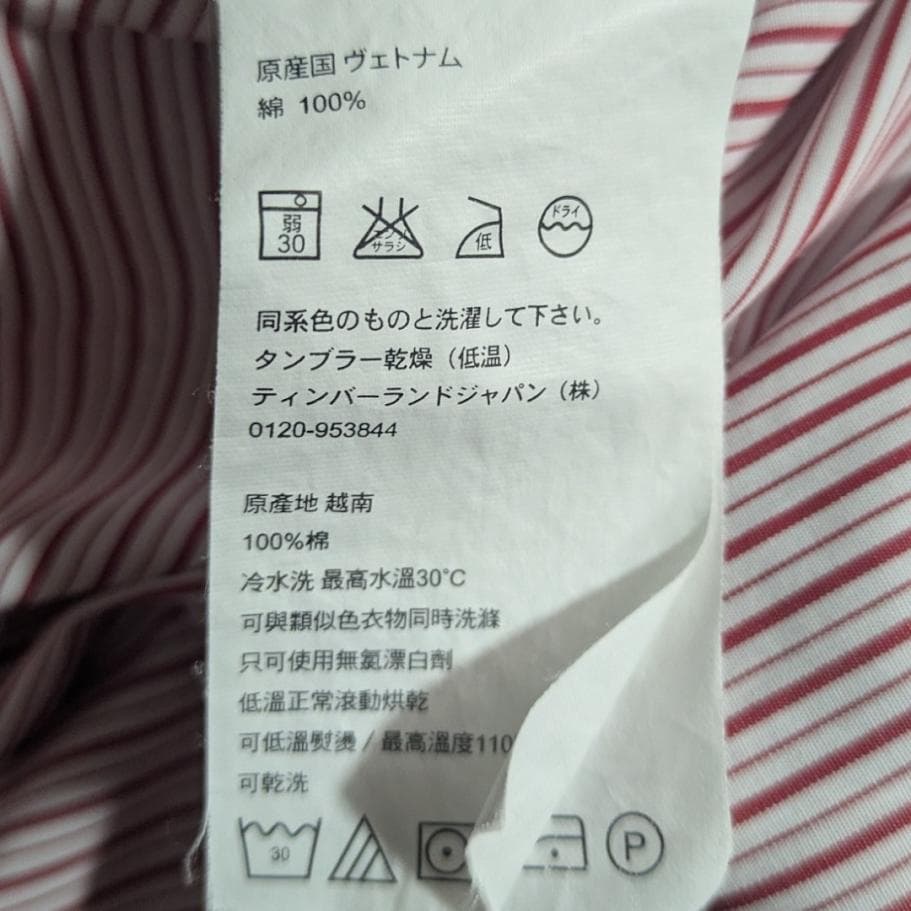 原産国 ヴェトナム
綿 100%
弱
30
サラシ
低
ドライ
同系色のものと洗濯して下さい。
タンブラー乾燥（低温）
ティンバーランドジャパン（株）
0120-953844
原產地 越南
100%棉
冷水洗 最高水溫30°C
可與類似色衣物同時洗滌
只可使用無氯漂白劑
低溫正常滾動烘乾
可低溫熨燙 / 最高溫度110
可乾洗
30
P